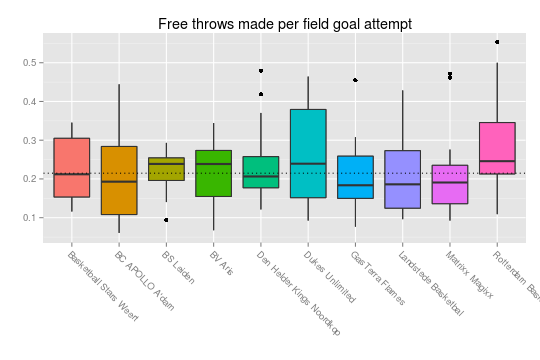 Free throws made per field goal attempt
0.5
0.4
0.3
0.2
0.1
Basketball Stars Weert
BC APOLLO A'dam
BS Leiden
BV Aris
Den Helder Kings Noordkop
Dukes Unlimited
GasTerra Flames
Landstede Basketbal
Matrixx Magixx
Rotterdam Bas